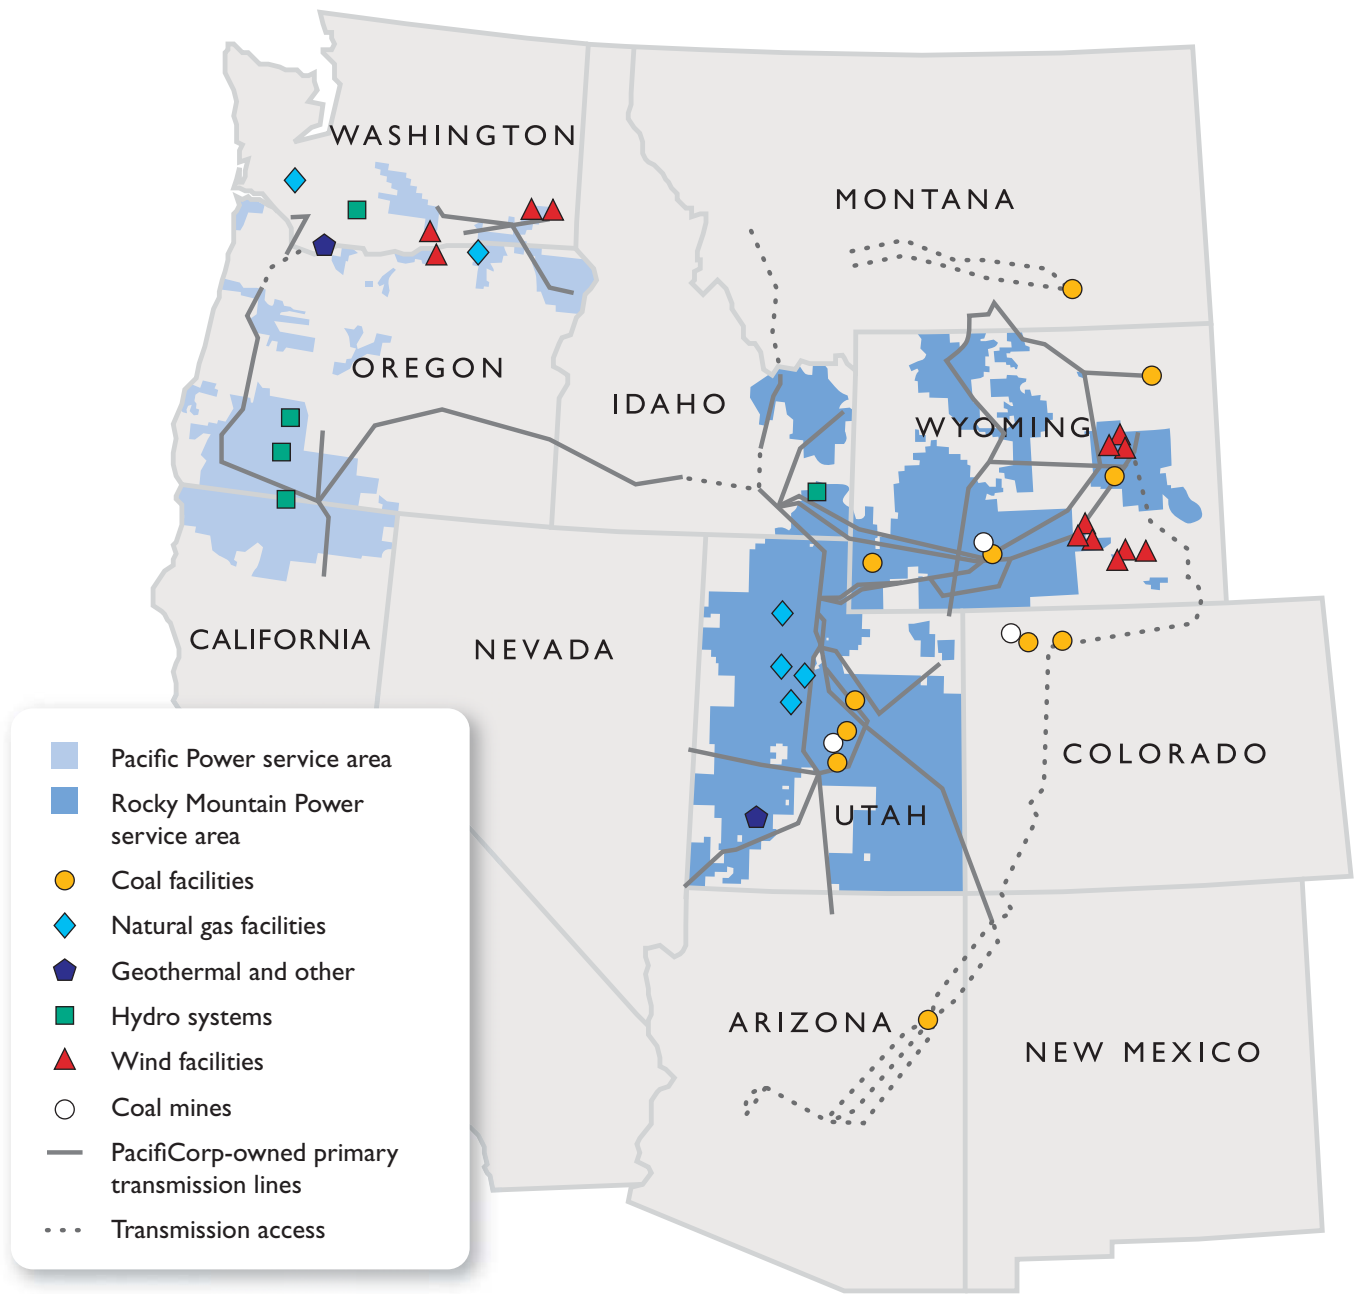 WASHINGTON
MONTANA
OREGON
IDAHO
WYOMING
CALIFORNIA
NEVADA
COLORADO
UTAH
ARIZONA
NEW MEXICO
Pacific Power service area
Rocky Mountain Power
service area
Coal facilities
Natural gas facilities
Geothermal and other
Hydro systems
Wind facilities
Coal mines
PacifiCorp-owned primary
transmission lines
Transmission access